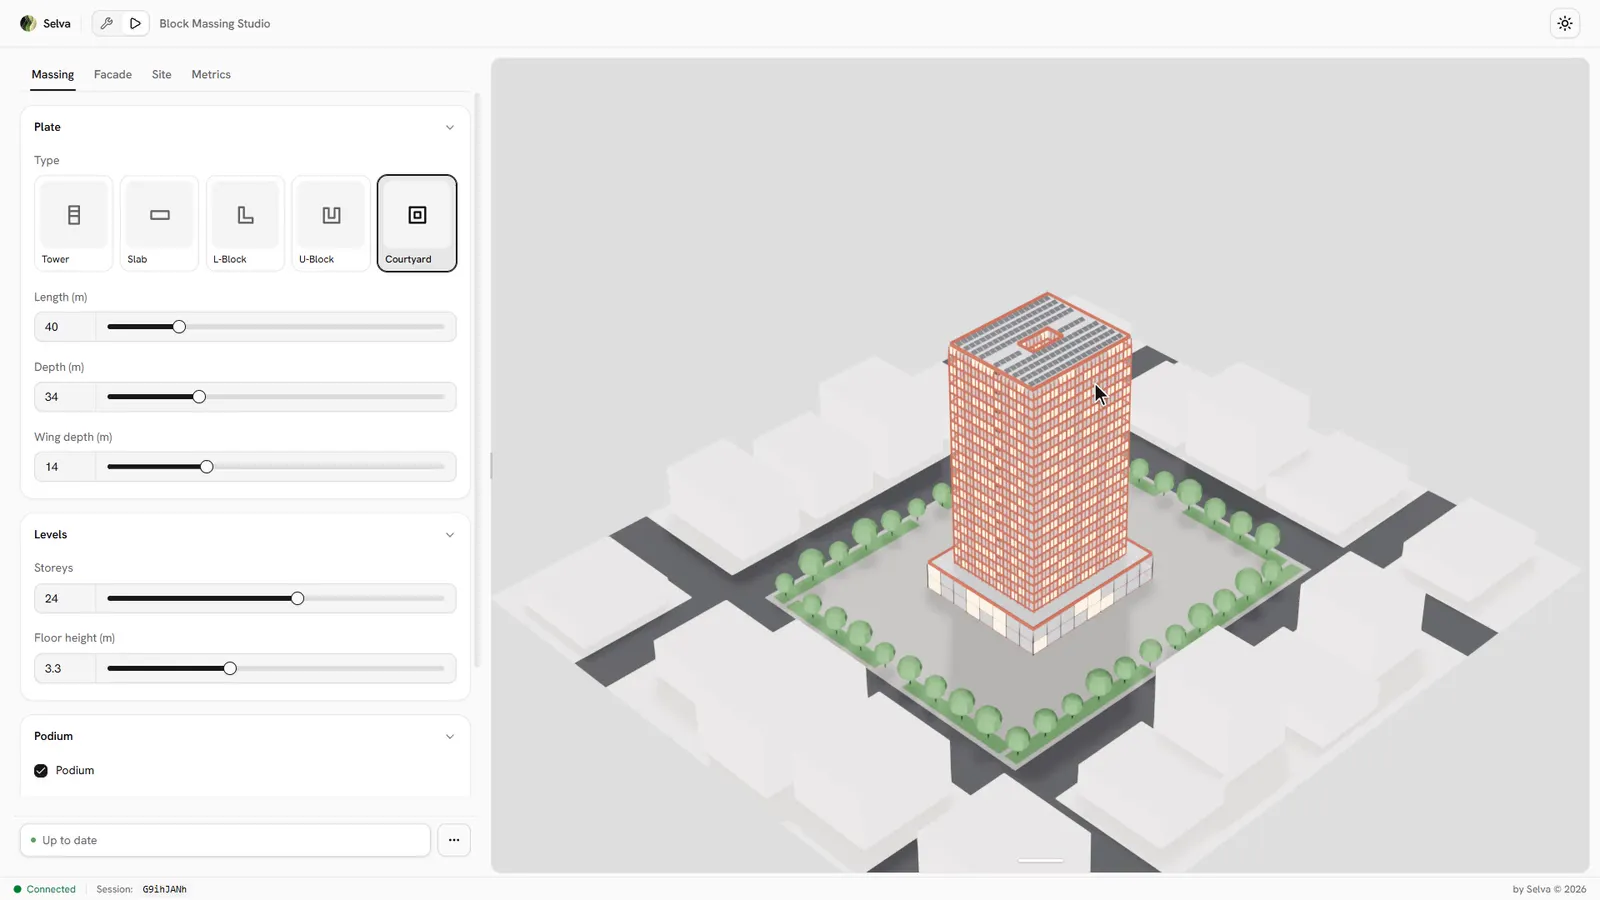 Selva
Block Massing Studio
Massing
Facade
Site
Metrics
Plate
Type
Tower
Slab
L-Block
U-Block
Courtyard
Length (m)
40
Depth (m)
34
Wing depth (m)
14
Levels
Storeys
24
Floor height (m)
3.3
Podium
Podium
Up to date
Connected
Session: G9ihJANh
by Selva © 2026